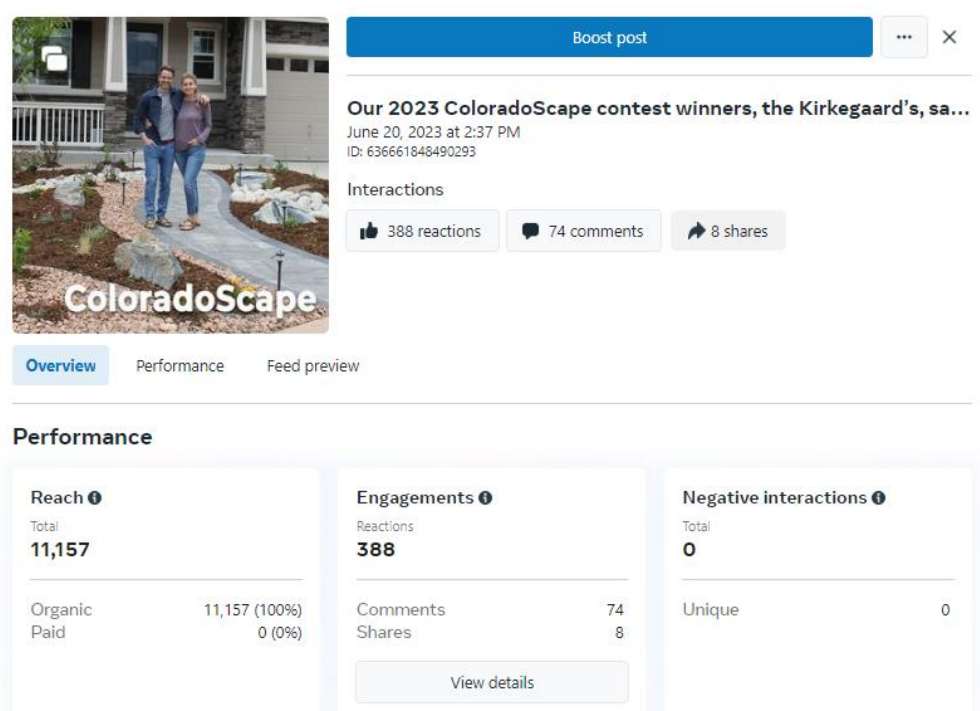 Boost post
Our 2023 ColoradoScape contest winners, the Kirkegaard’s, sa...
June 20, 2023 at 2:37 PM
ID: 636661848490293
Interactions
388 reactions
74 comments
8 shares
ColoradoScape
Overview
Performance
Feed preview
Performance
Reach
Total
11,157
Organic 11,157 (100%)
Paid 0 (0%)
Engagements
Reactions
388
Comments 74
Shares 8
View details
Negative interactions
Total
0
Unique 0